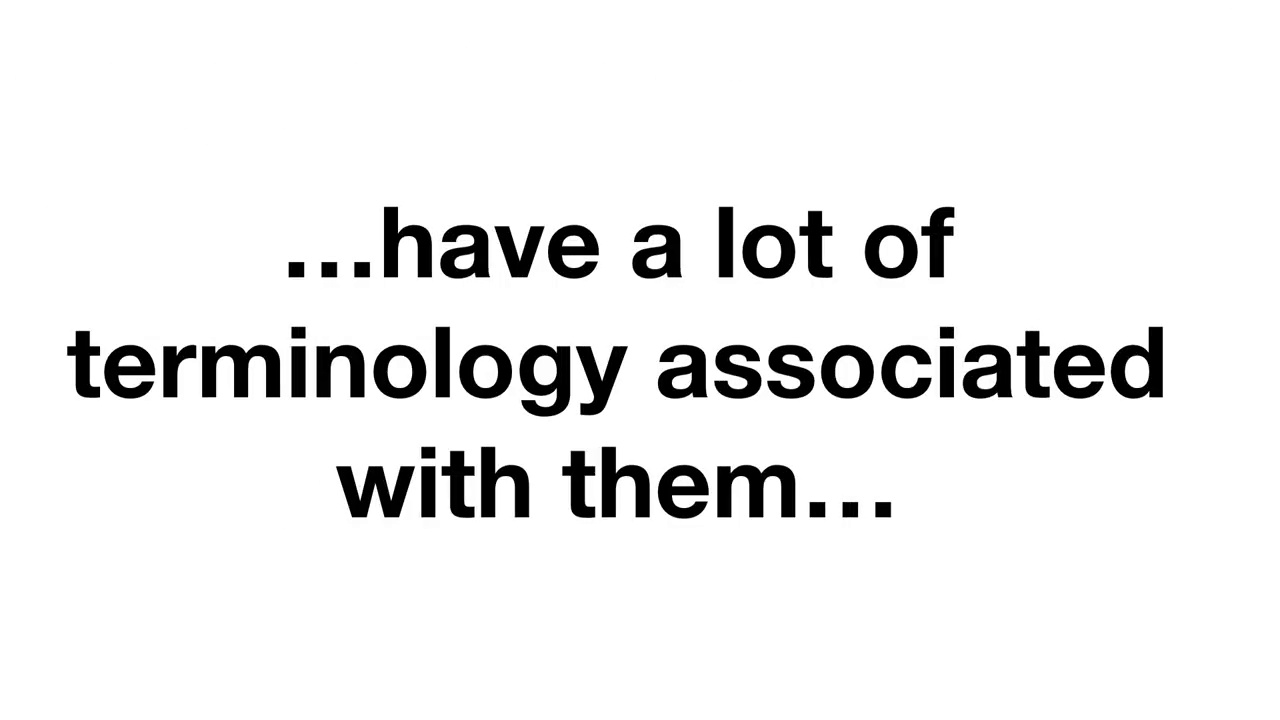 …have a lot of
terminology associated
with them…